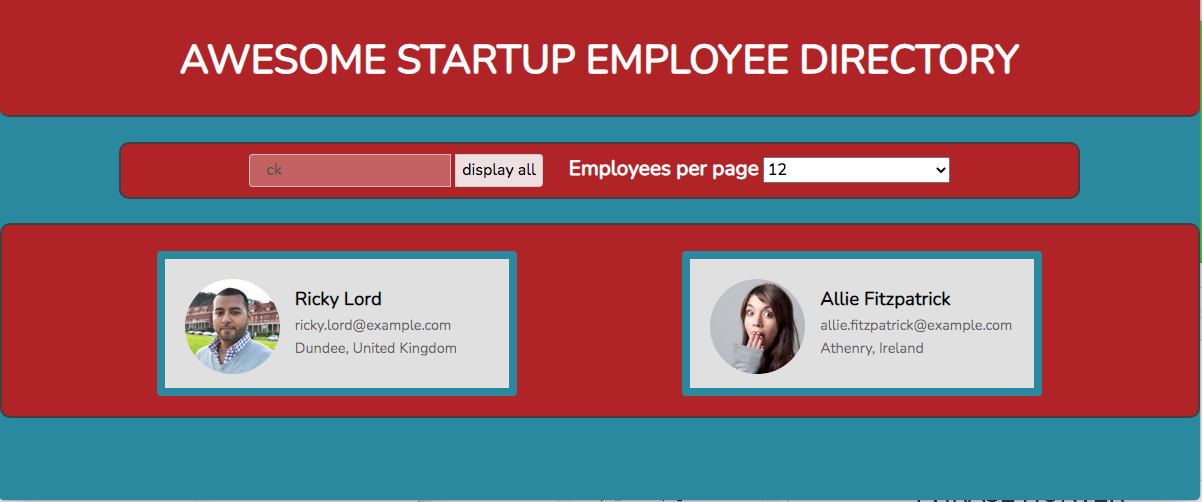 AWESOME STARTUP EMPLOYEE DIRECTORY
ck display all Employees per page 12
Ricky Lord
ricky.lord@example.com
Dundee, United Kingdom
Allie Fitzpatrick
allie.fitzpatrick@example.com
Athenry, Ireland